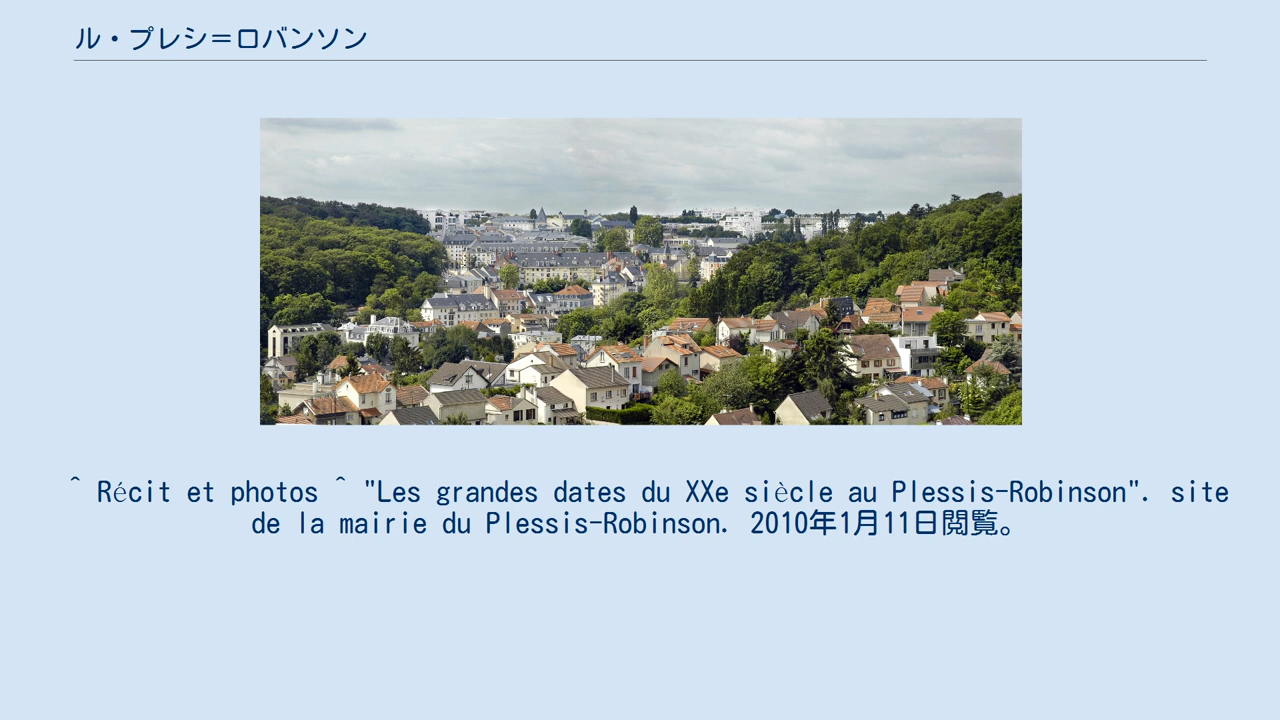 ル・プレシ＝ロバンソン
^ Récit et photos ^ "Les grandes dates du XXe siècle au Plessis-Robinson". site
de la mairie du Plessis-Robinson. 2010年1月11日閲覧。